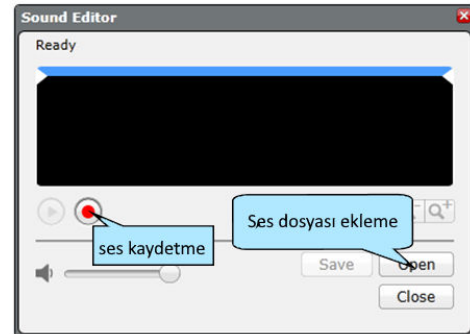 Sound Editor
Ready
Ses dosyası ekleme
ses kaydetme
Save
Open
Close